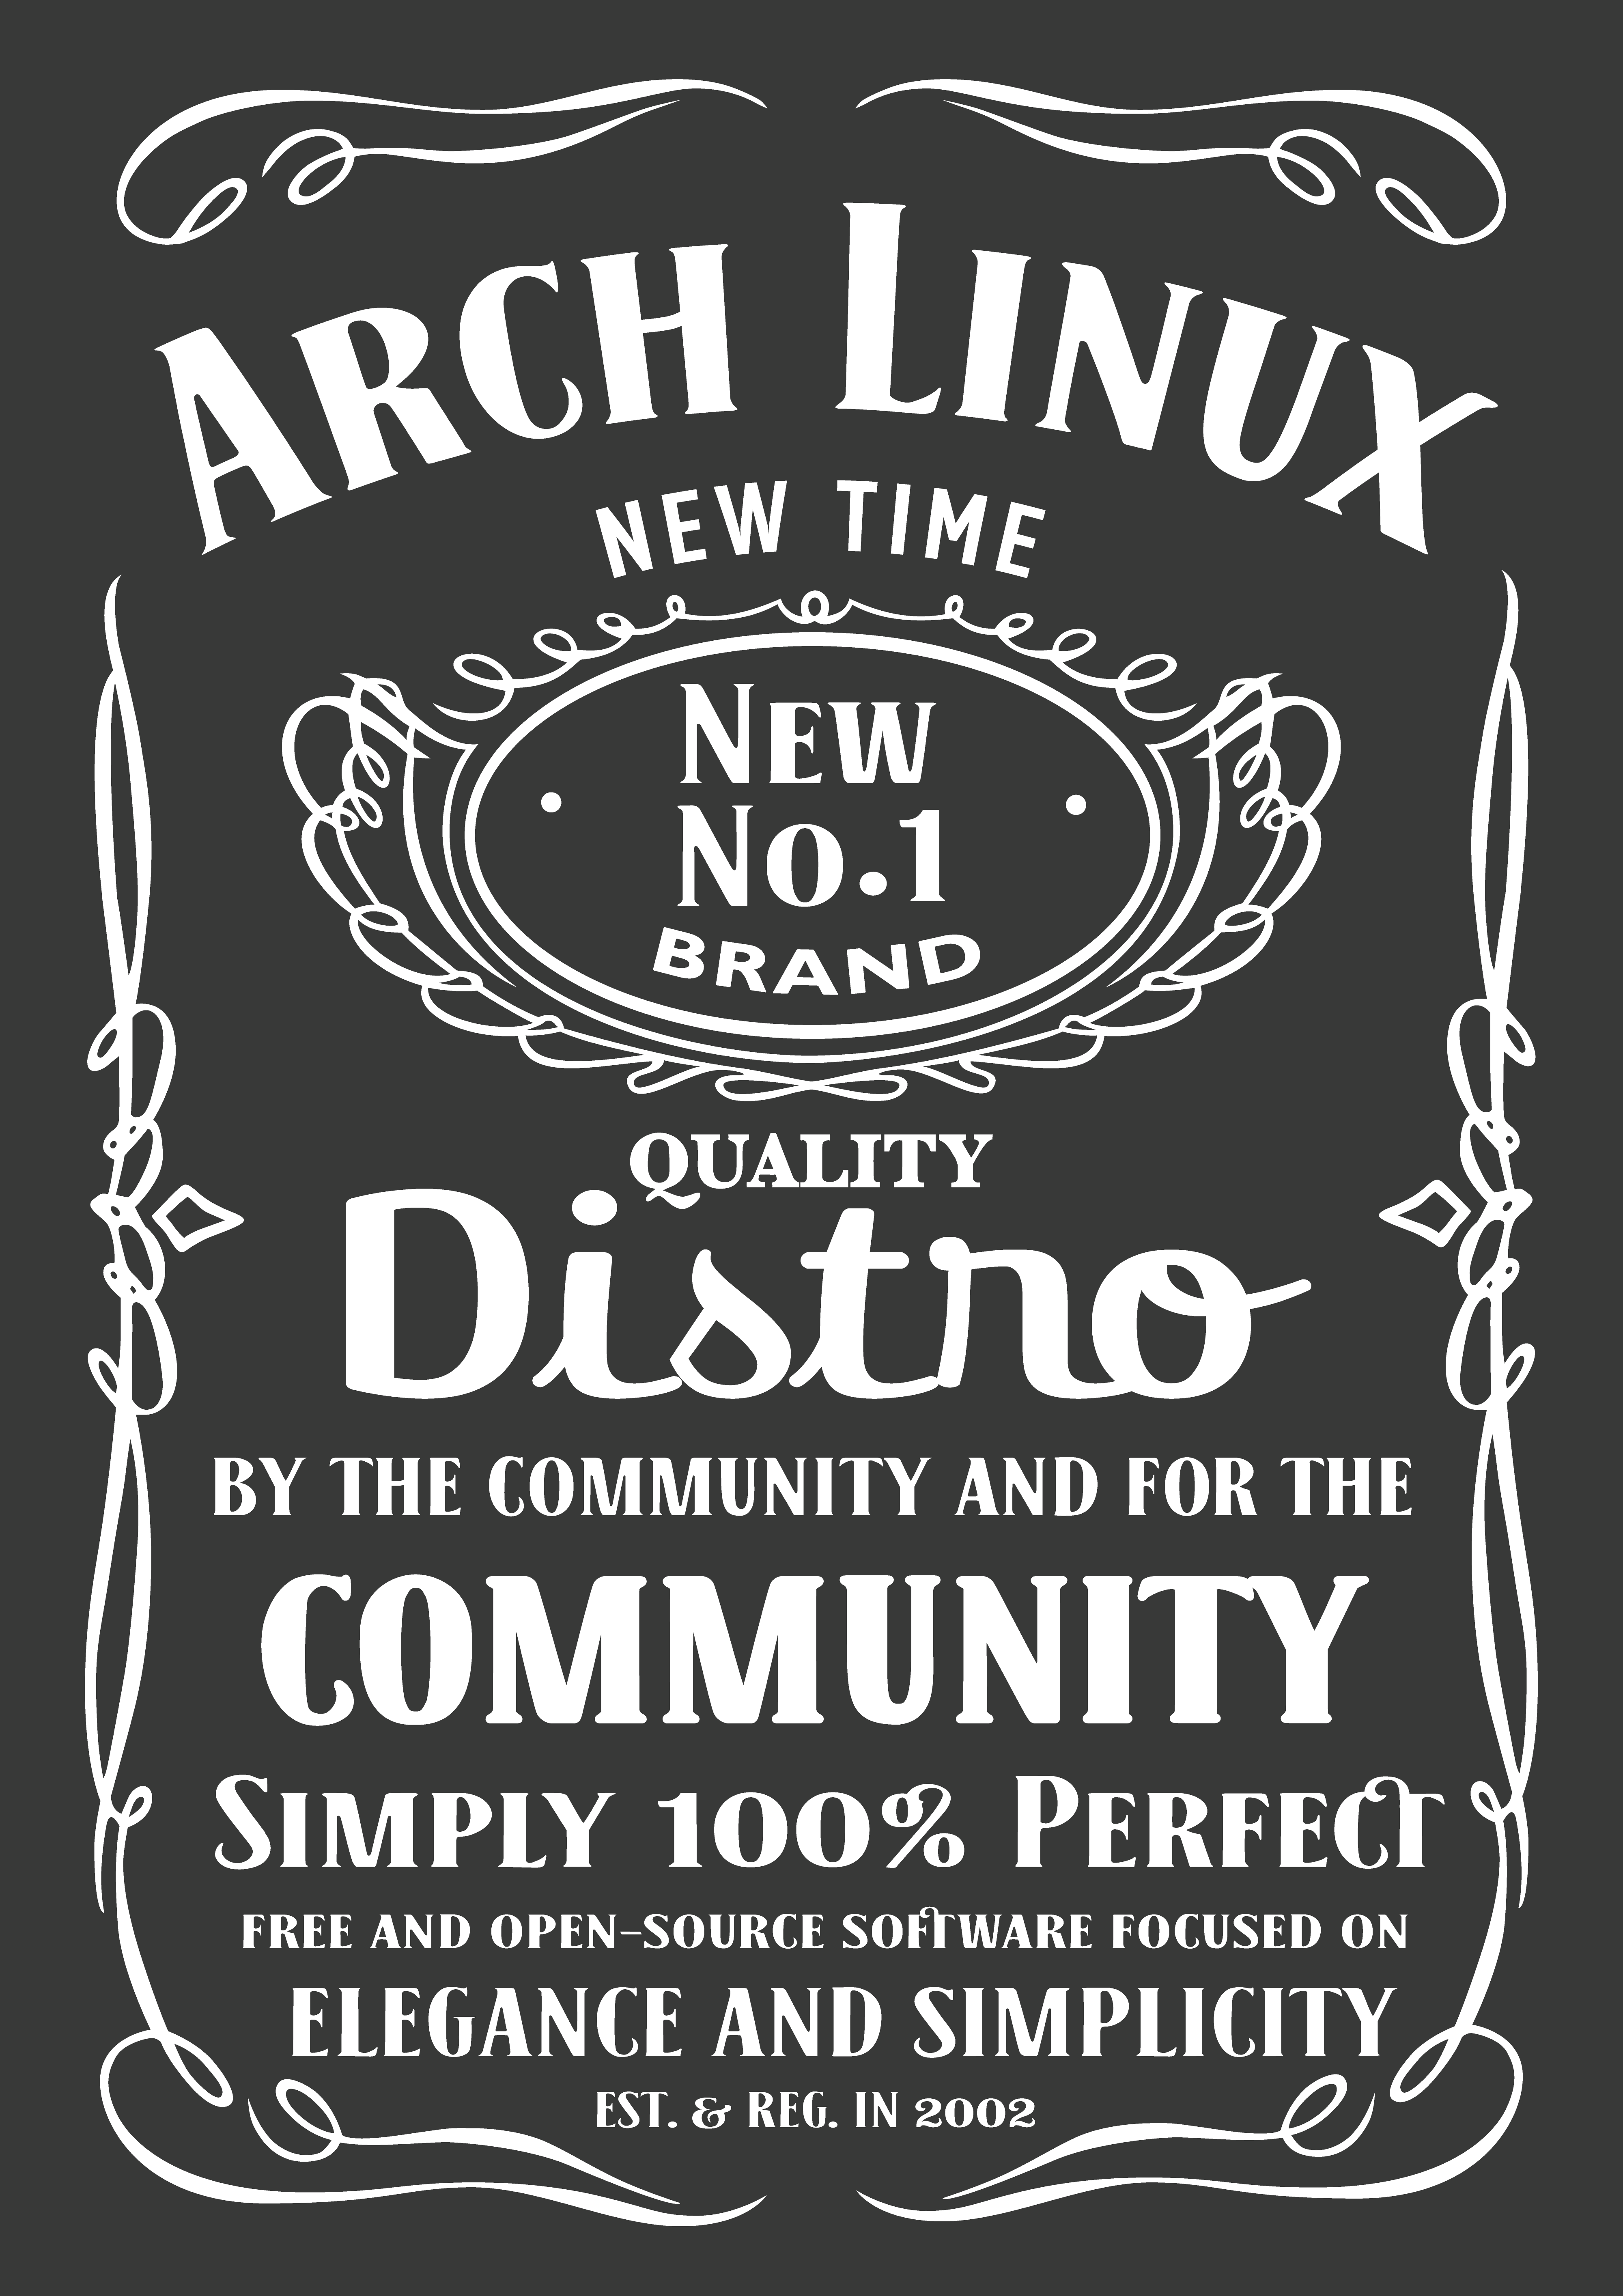 ARCH LINUX
NEW TIME
NEW
NO.1
BRAND
QUALITY
Distro
BY THE COMMUNITY AND FOR THE
COMMUNITY
SIMPLY 100% PERFECT
FREE AND OPEN-SOURCE SOFTWARE FOCUSED ON
ELEGANCE AND SIMPLICITY
EST. & REG. IN 2002